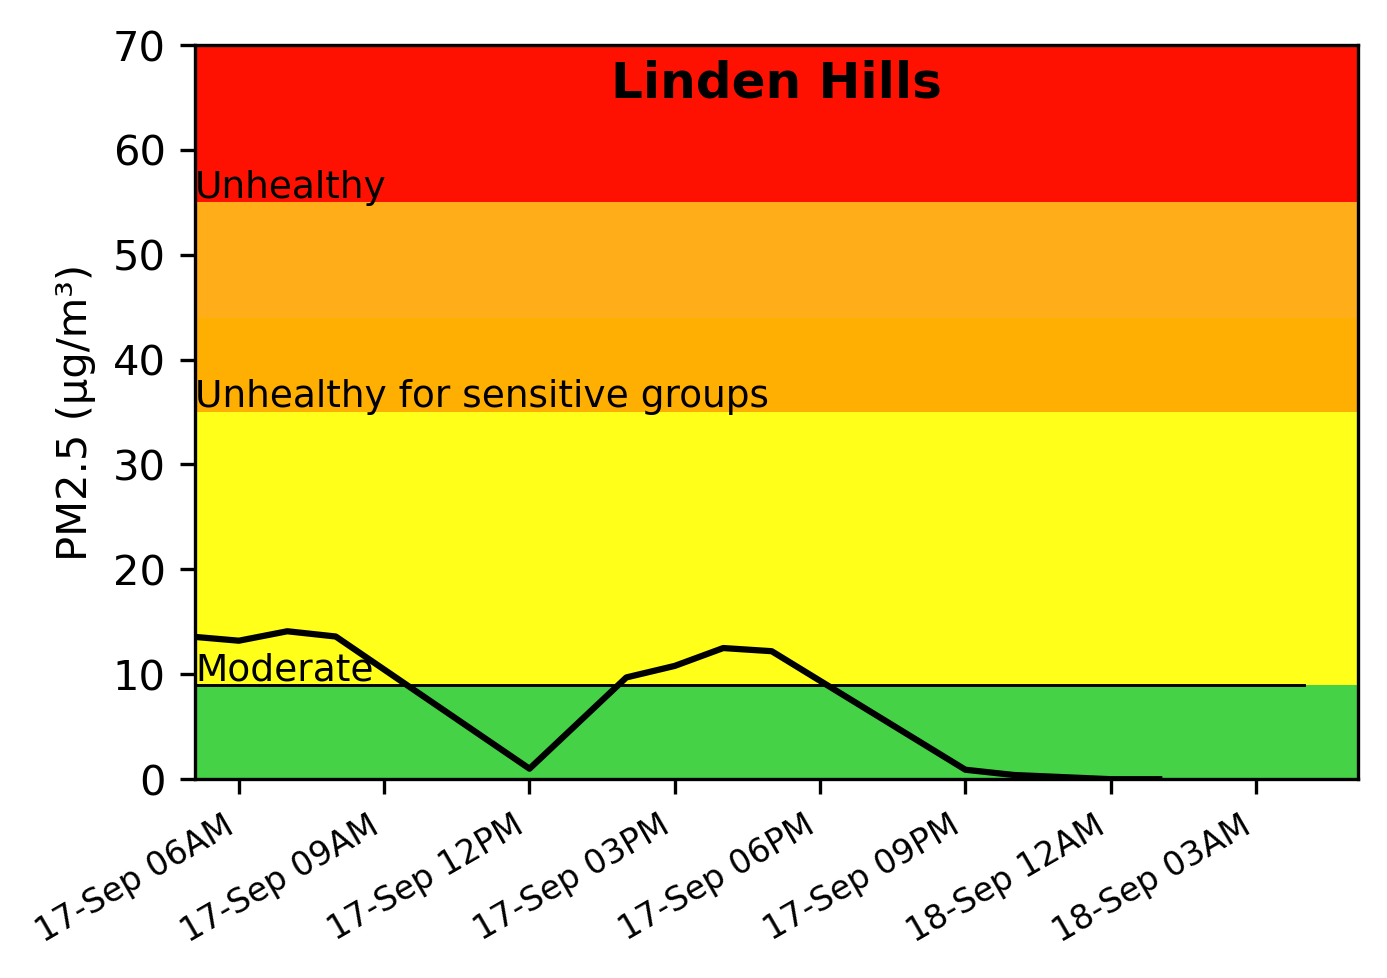 Linden Hills
70
60
50
40
30
20
10
0
PM2.5 (µg/m³)
Unhealthy
Unhealthy for sensitive groups
Moderate
17-Sep 06AM
17-Sep 09AM
17-Sep 12PM
17-Sep 03PM
17-Sep 06PM
17-Sep 09PM
18-Sep 12AM
18-Sep 03AM